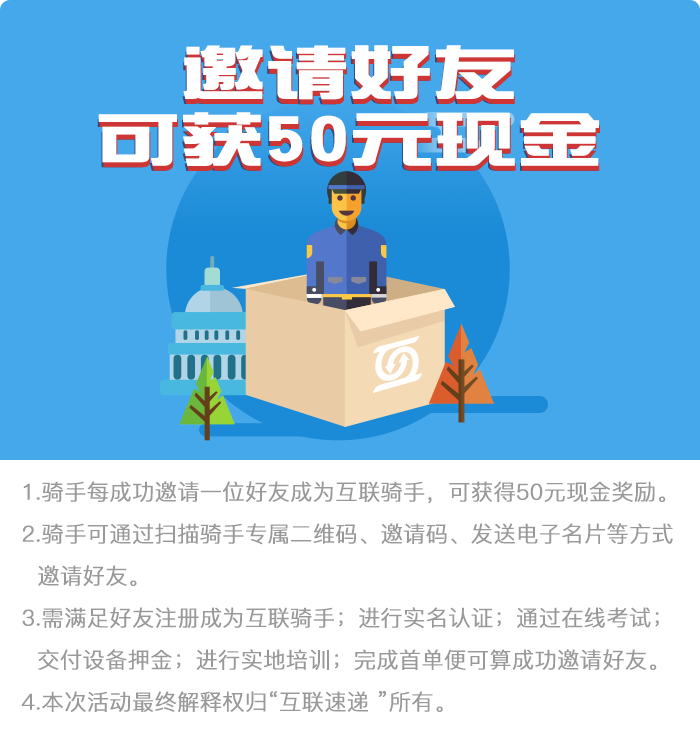 邀请好友
可获50元现金
1.骑手每成功邀请一位好友成为互联骑手，可获得50元现金奖励。
2.骑手可通过扫描骑手专属二维码、邀请码、发送电子名片等方式
邀请好友。
3.需满足好友注册成为互联骑手；进行实名认证；通过在线考试；
交付设备押金；进行实地培训；完成首单便可算成功邀请好友。
4.本次活动最终解释权归“互联速递 ”所有。